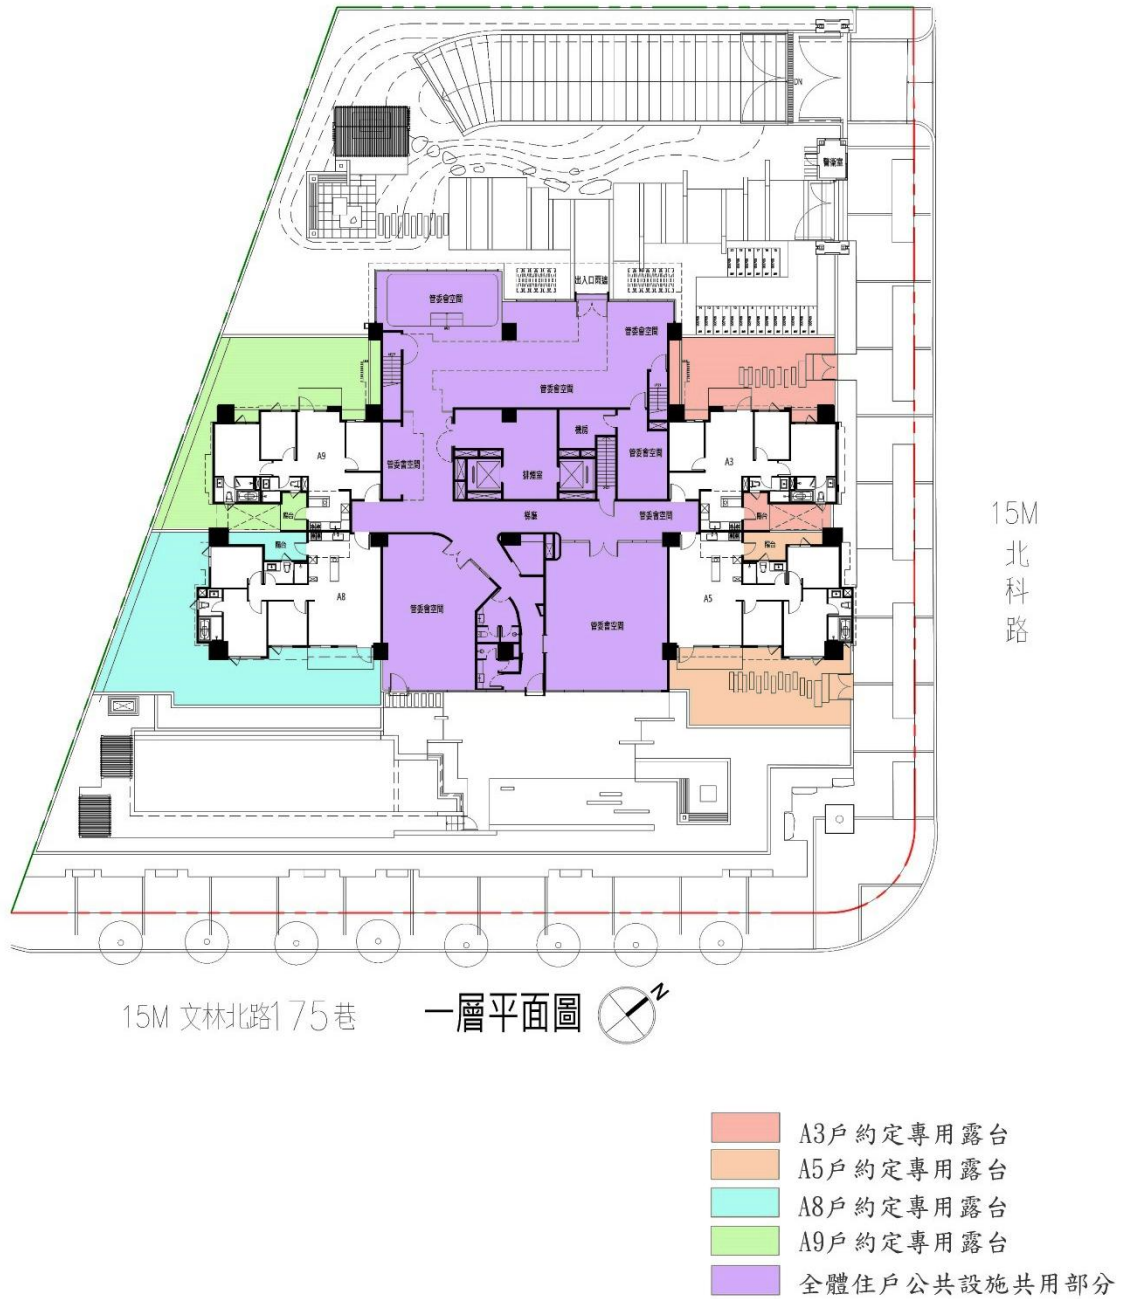 DN
警衛室
出入口雨遮
管委會空間
管委會空間
管委會空間
機房
A9
管委會空間
排煙室
管委會空間
A3
陽台
梯廳
管委會空間
陽台
陽台
陽台
A8
管委會空間
管委會空間
A5
15M
北
科
路
15M 文林北路175巷
一層平面圖
N
A3戶約定專用露台
A5戶約定專用露台
A8戶約定專用露台
A9戶約定專用露台
全體住戶公共設施共用部分